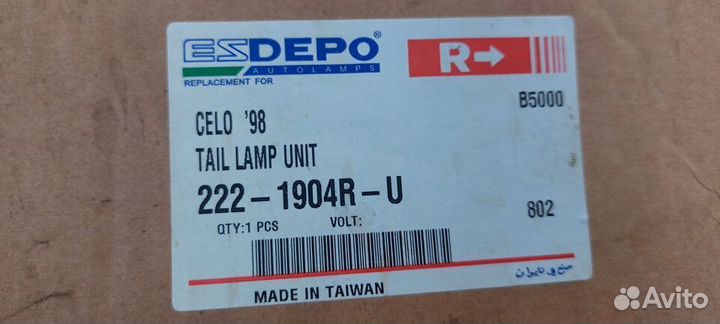 ESDEPO®
AUTOLAMPS
REPLACEMENT FOR
R
B5000
CELO '98
TAIL LAMP UNIT
222-1904R-U
QTY:1 PCS VOLT:
802
صنع في تايوان
MADE IN TAIWAN
Avito